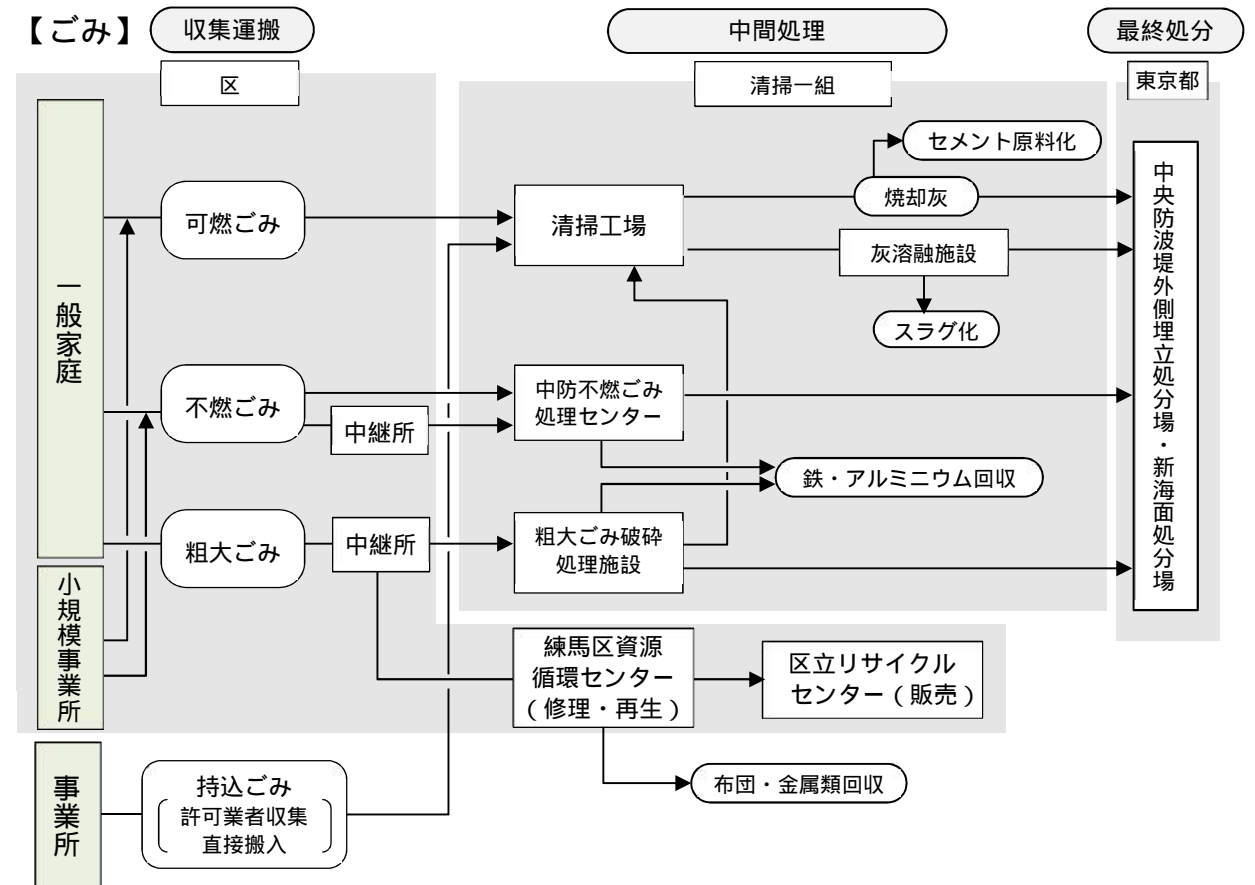 【ごみ】
収集運搬
中間処理
最終処分
区
清掃一組
東京都
一般家庭
小規模事業所
事業所
可燃ごみ
不燃ごみ
中継所
粗大ごみ
中継所
持込ごみ
許可業者収集
直接搬入
清掃工場
中防不燃ごみ
処理センター
粗大ごみ破砕
処理施設
練馬区資源
循環センター
（修理・再生）
セメント原料化
焼却灰
灰溶融施設
スラグ化
鉄・アルミニウム回収
区立リサイクル
センター（販売）
布団・金属類回収
中央防波堤外側埋立処分場・新海面処分場